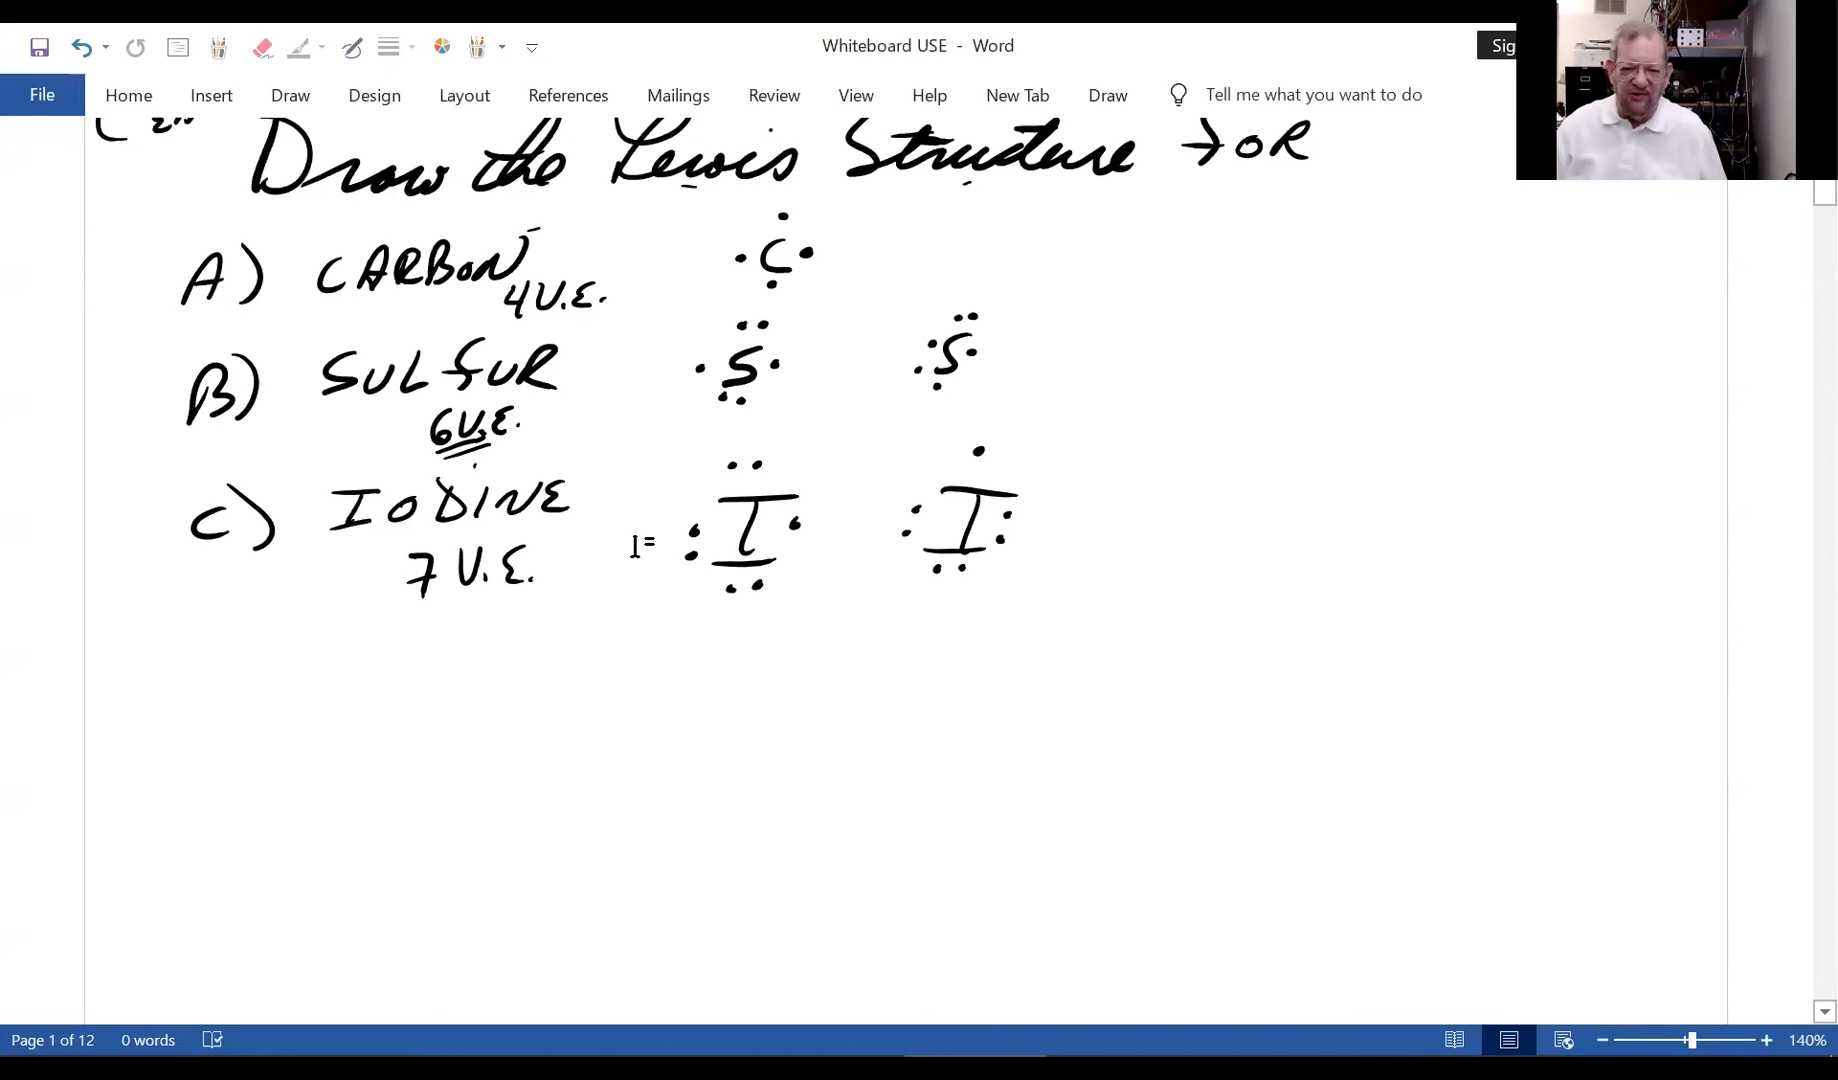 Whiteboard USE - Word
Sig
File Home Insert Draw Design Layout References Mailings Review View Help New Tab Draw Tell me what you want to do
Draw the Lewis Structure → OR
A) CARBON
4 V.E.
C
B) SULFUR
6 V.E.
S S
C) IODINE
7 V.E.
I I
Page 1 of 12 0 words 140%